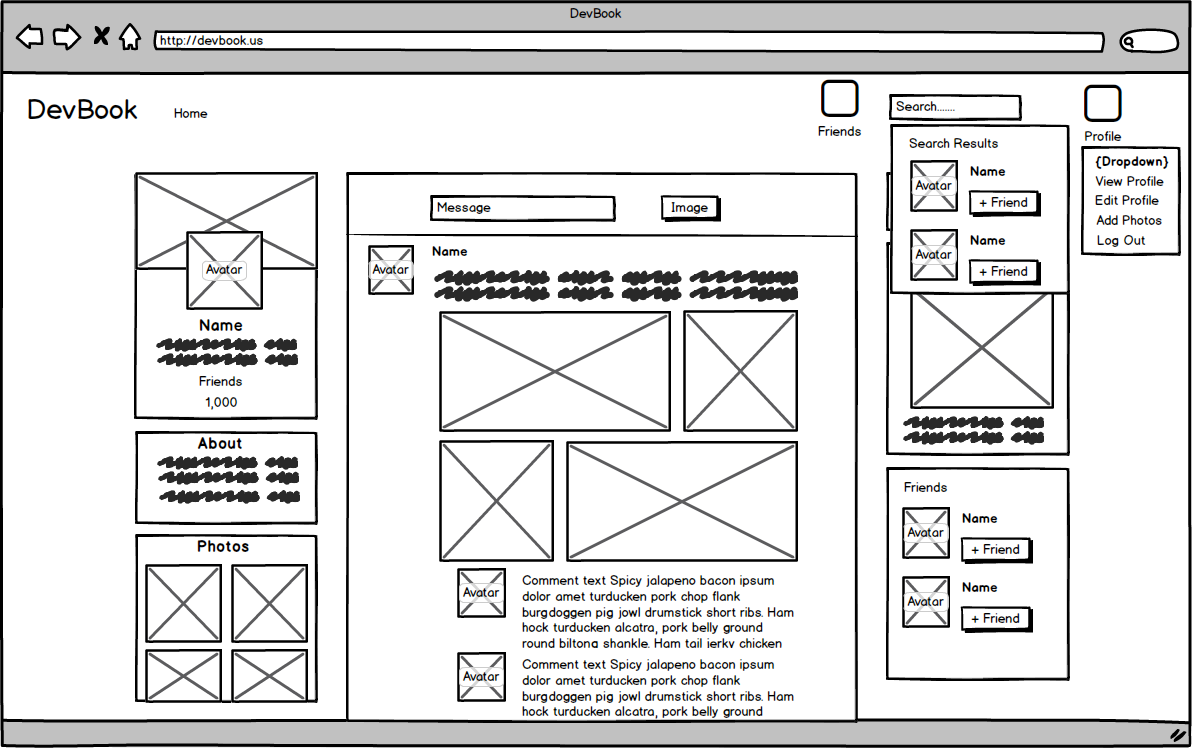 DevBook
http://devbook.us
DevBook
Home
Friends
Search.......
Profile
Search Results
Avatar
Name
+ Friend
Avatar
Name
+ Friend
{Dropdown}
View Profile
Edit Profile
Add Photos
Log Out
Avatar
Name
Friends
1,000
About
Photos
Message
Image
Avatar
Name
Avatar
Comment text Spicy jalapeno bacon ipsum
dolor amet turducken pork chop flank
burgdoggen pig jowl drumstick short ribs. Ham
hock turducken alcatra, pork belly ground
round biltong shankle. Ham tail jerky chicken
Avatar
Comment text Spicy jalapeno bacon ipsum
dolor amet turducken pork chop flank
burgdoggen pig jowl drumstick short ribs. Ham
hock turducken alcatra, pork belly ground
Friends
Avatar
Name
+ Friend
Avatar
Name
+ Friend